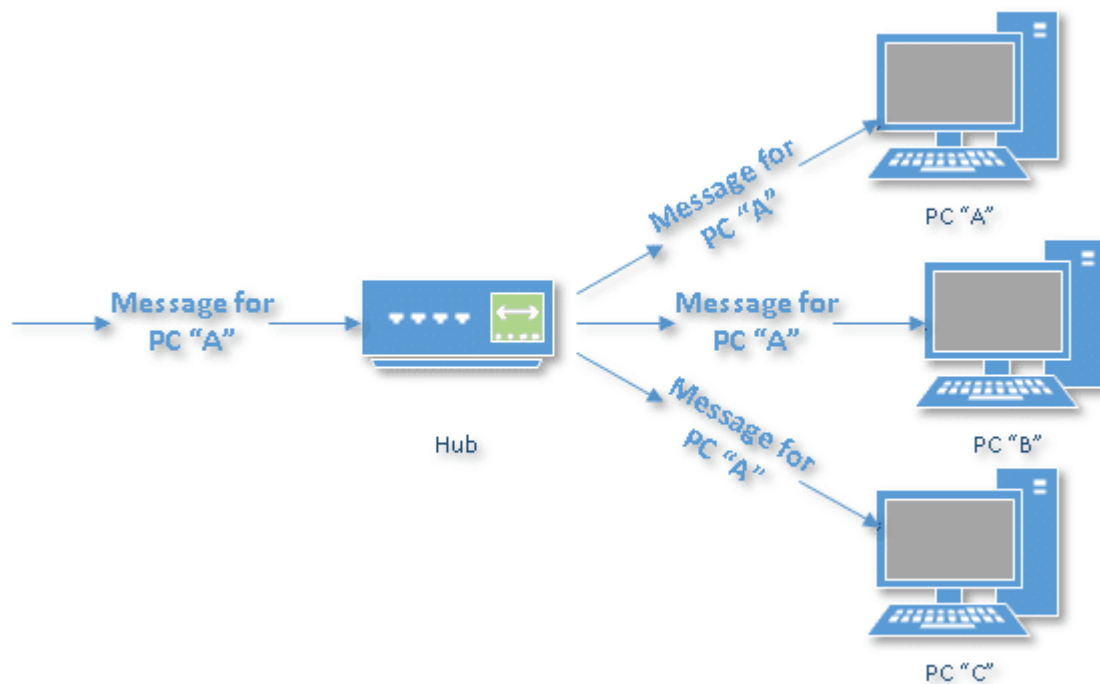 Message for
PC “A”
PC “A”
Message for
PC “A”
Hub
Message for
PC “A”
PC “B”
Message for
PC “A”
PC “C”